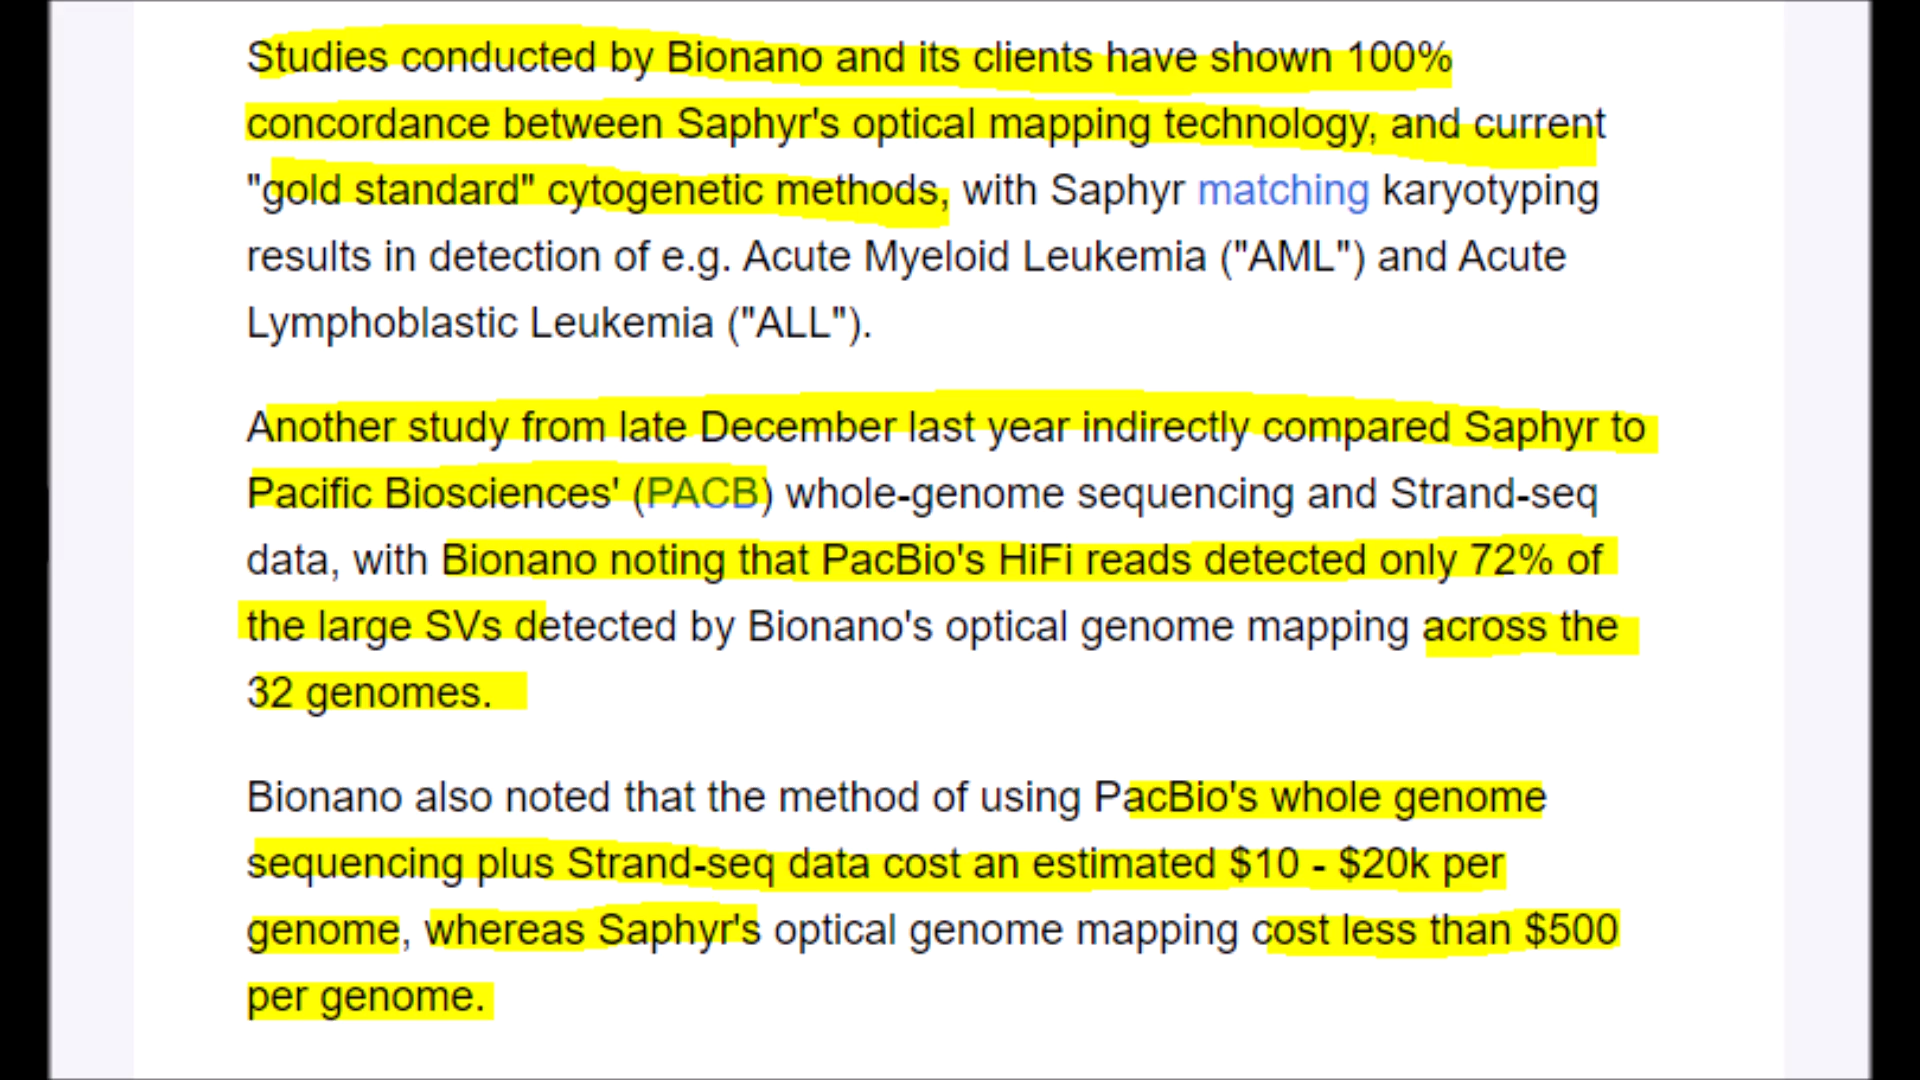 Studies conducted by Bionano and its clients have shown 100%
concordance between Saphyr's optical mapping technology, and current
"gold standard" cytogenetic methods, with Saphyr matching karyotyping
results in detection of e.g. Acute Myeloid Leukemia ("AML") and Acute
Lymphoblastic Leukemia ("ALL").
Another study from late December last year indirectly compared Saphyr to
Pacific Biosciences' (PACB) whole-genome sequencing and Strand-seq
data, with Bionano noting that PacBio's HiFi reads detected only 72% of
the large SVs detected by Bionano's optical genome mapping across the
32 genomes.
Bionano also noted that the method of using PacBio's whole genome
sequencing plus Strand-seq data cost an estimated $10 - $20k per
genome, whereas Saphyr's optical genome mapping cost less than $500
per genome.